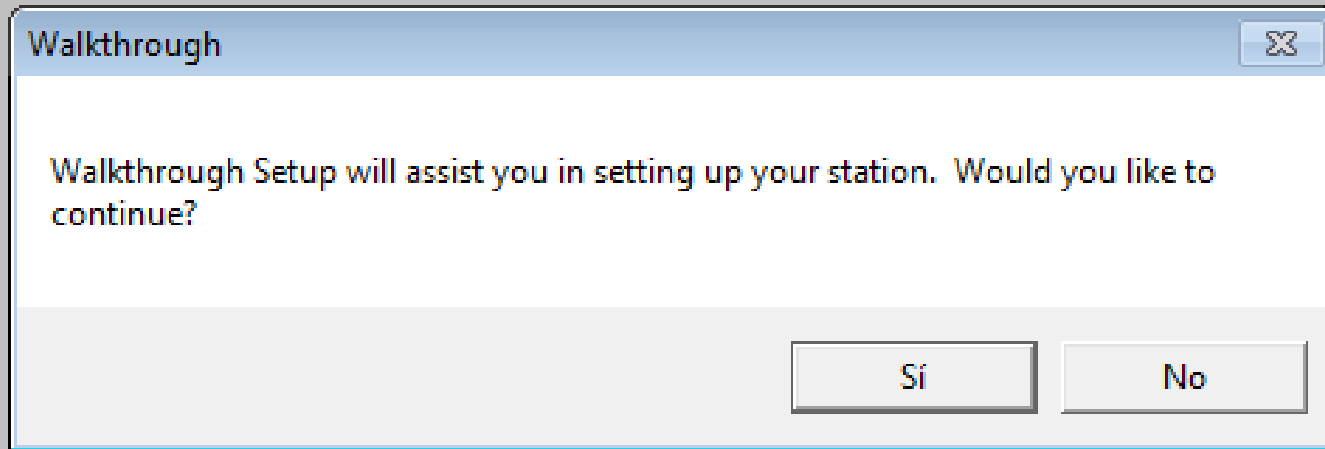 Walkthrough
Walkthrough Setup will assist you in setting up your station.  Would you like to
continue?
Sí
No